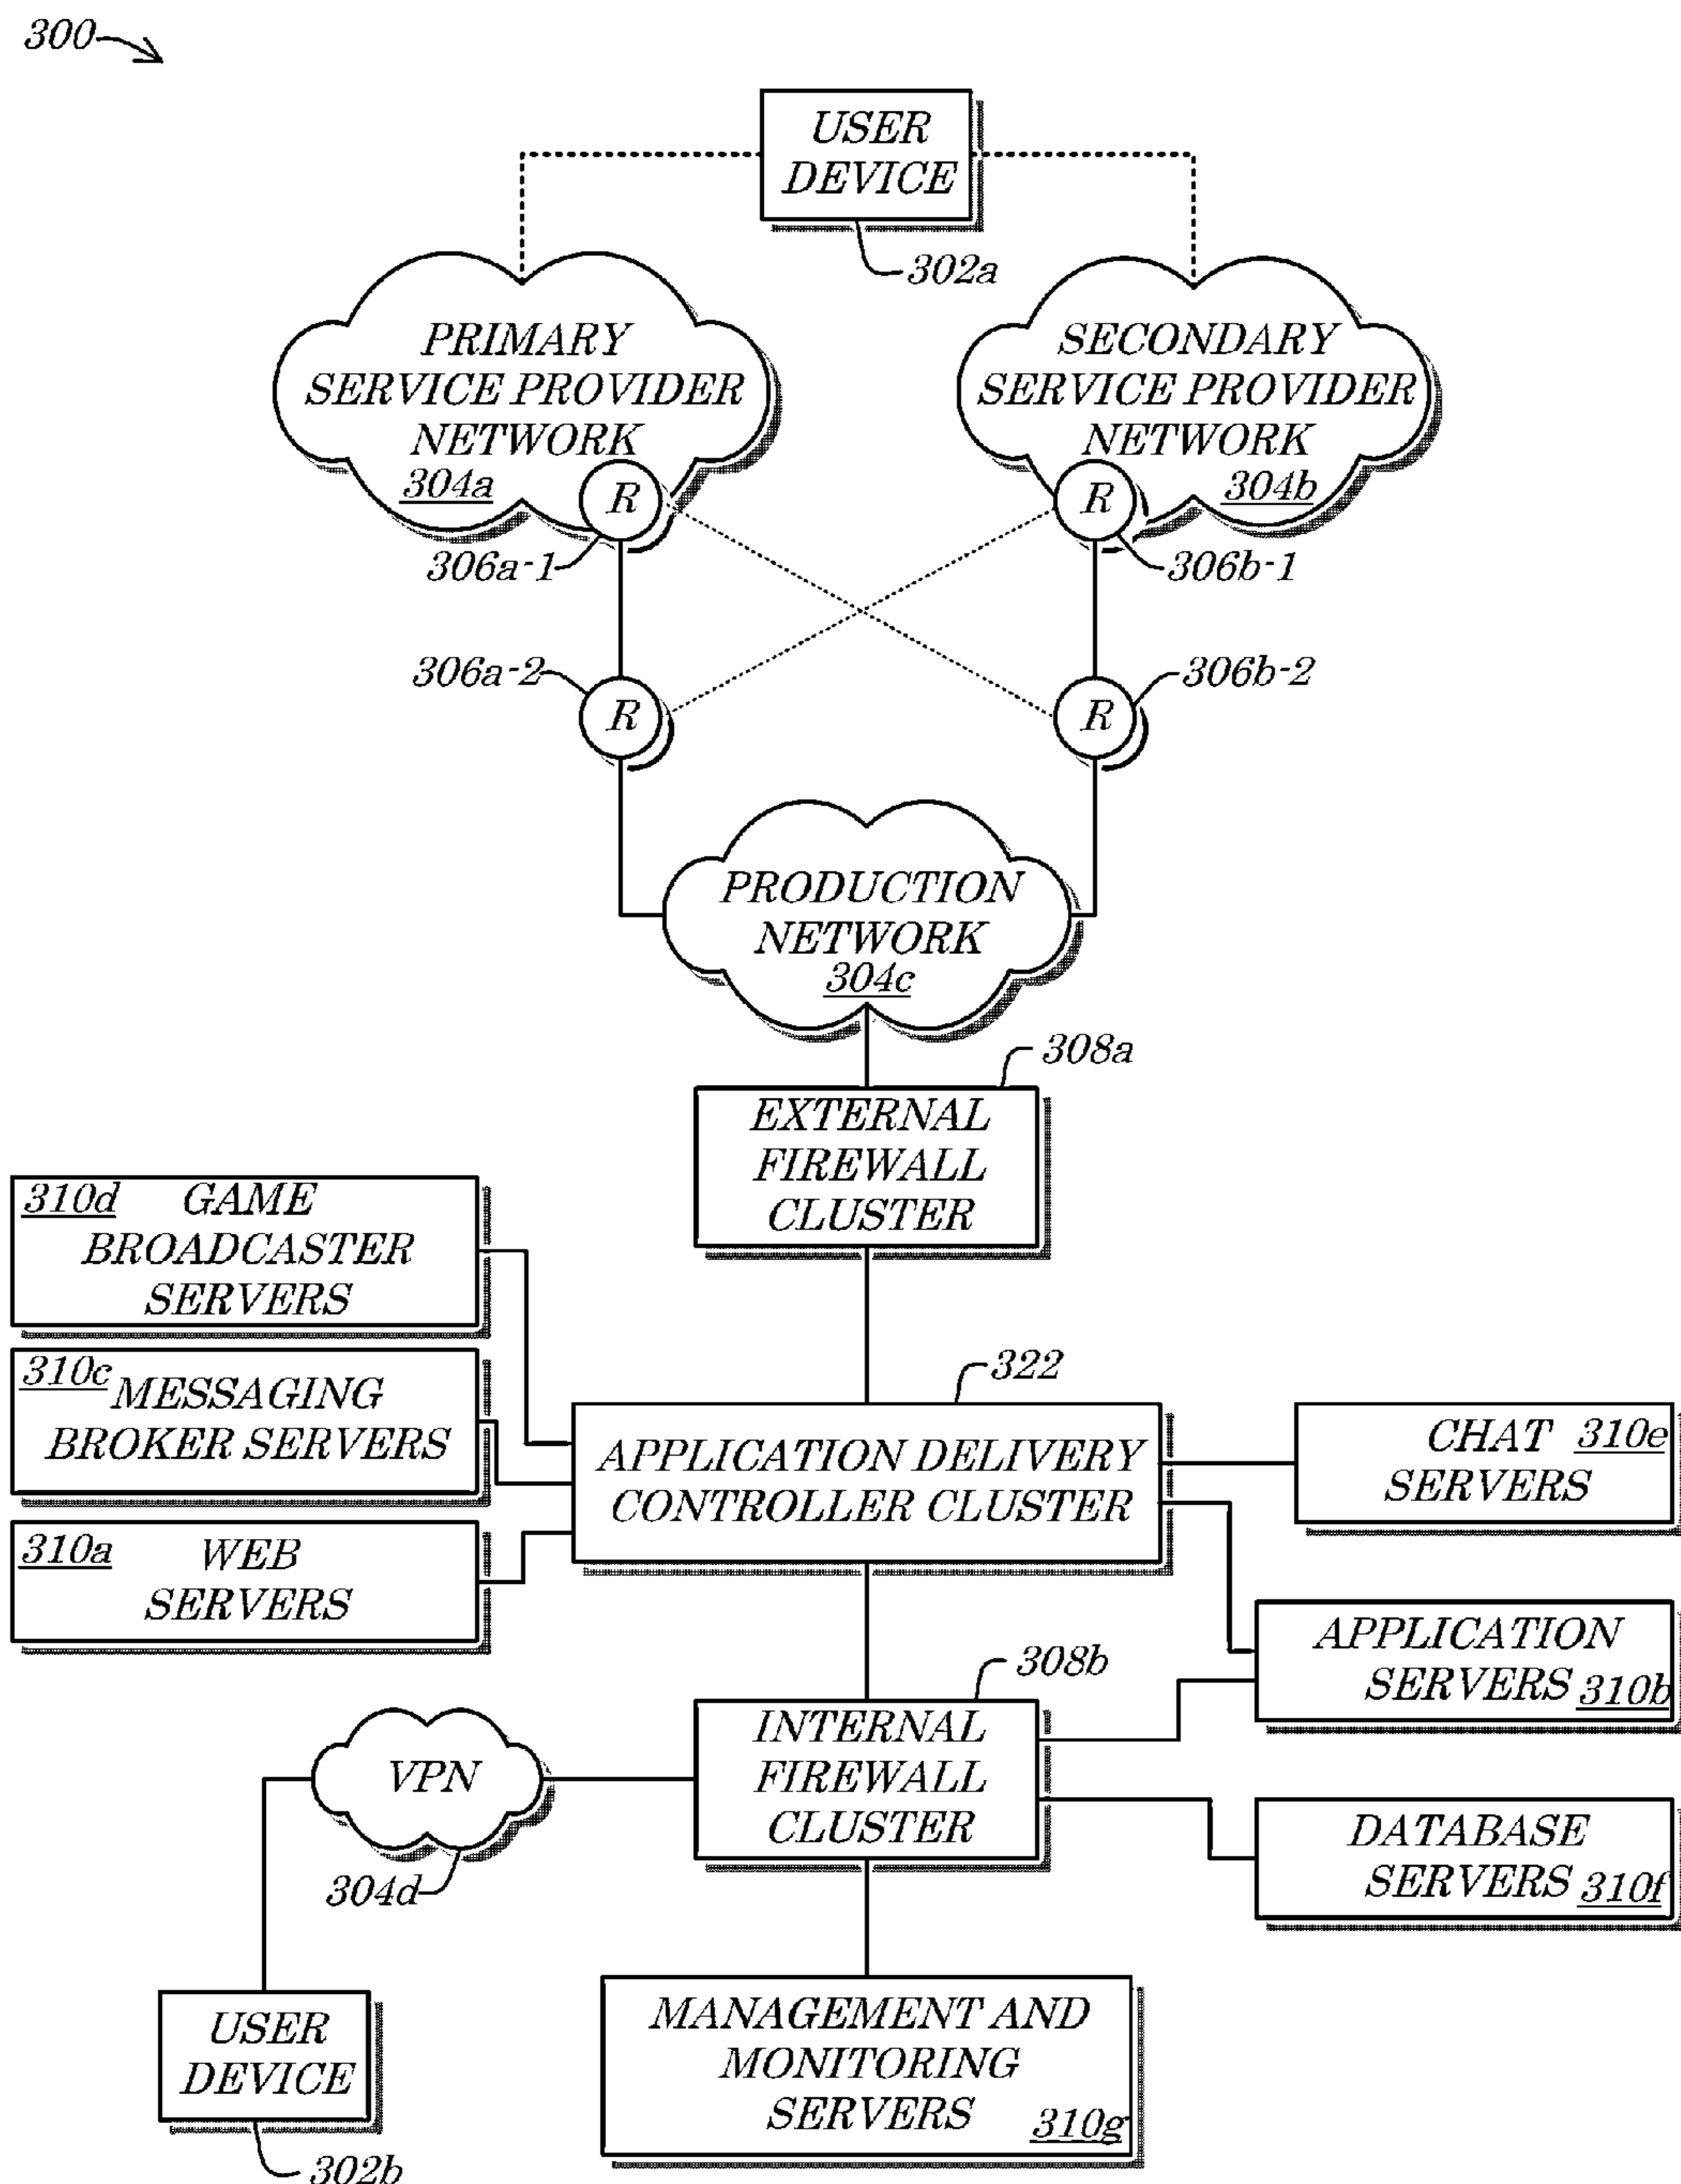 300
USER
DEVICE
302a
PRIMARY
SERVICE PROVIDER
NETWORK
304a
SECONDARY
SERVICE PROVIDER
NETWORK
304b
R
R
306a-1
306b-1
306a-2
306b-2
R
R
PRODUCTION
NETWORK
304c
308a
EXTERNAL
FIREWALL
CLUSTER
310d GAME
BROADCASTER
SERVERS
310c MESSAGING
BROKER SERVERS
310a WEB
SERVERS
322
APPLICATION DELIVERY
CONTROLLER CLUSTER
CHAT 310e
SERVERS
APPLICATION
SERVERS 310b
308b
INTERNAL
FIREWALL
CLUSTER
VPN
304d
DATABASE
SERVERS 310f
USER
DEVICE
302b
MANAGEMENT AND
MONITORING
SERVERS 310g